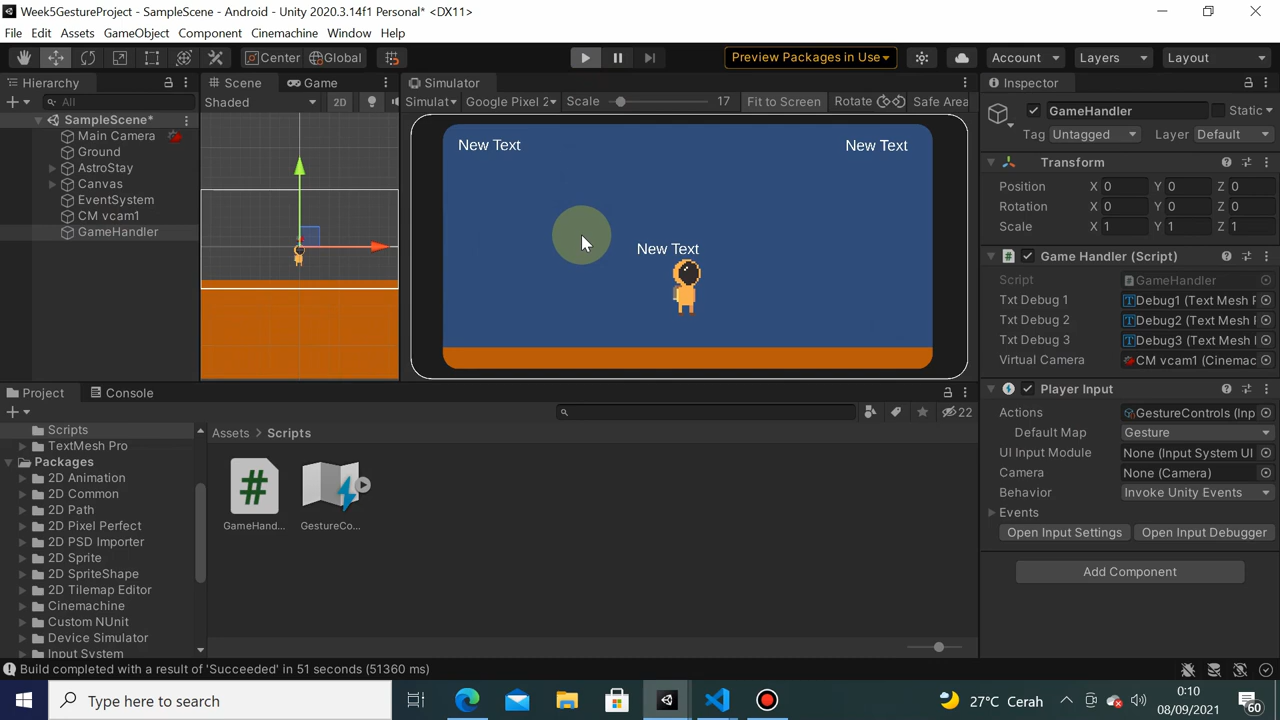 Week5GestureProject - SampleScene - Android - Unity 2020.3.14f1 Personal* <DX11>
File Edit Assets GameObject Component Cinemachine Window Help
Center Global Preview Packages in Use Account Layers Layout
Hierarchy Scene Game Simulator Inspector
All Shaded 2D Simulat Google Pixel 2 Scale 17 Fit to Screen Rotate Safe Area
GameHandler Static
Tag Untagged Layer Default
SampleScene*
Main Camera
Ground
AstroStay
Canvas
EventSystem
CM vcam1
GameHandler
New Text
New Text
New Text
Transform
Position X 0 Y 0 Z 0
Rotation X 0 Y 0 Z 0
Scale X 1 Y 1 Z 1
Game Handler (Script)
Script GameHandler
Txt Debug 1 Debug1 (Text Mesh P
Txt Debug 2 Debug2 (Text Mesh P
Txt Debug 3 Debug3 (Text Mesh P
Virtual Camera CM vcam1 (Cinemac
Player Input
Actions GestureControls (Inp
Default Map Gesture
UI Input Module None (Input System UI
Camera None (Camera)
Behavior Invoke Unity Events
Events
Open Input Settings Open Input Debugger
Add Component
Project Console
22
Scripts
TextMesh Pro
Packages
2D Animation
2D Common
2D Path
2D Pixel Perfect
2D PSD Importer
2D Sprite
2D SpriteShape
2D Tilemap Editor
Cinemachine
Custom NUnit
Device Simulator
Input System
Assets > Scripts
GameHand...
GestureCo...
Build completed with a result of 'Succeeded' in 51 seconds (51360 ms)
Type here to search
27°C Cerah
0:10
08/09/2021
60